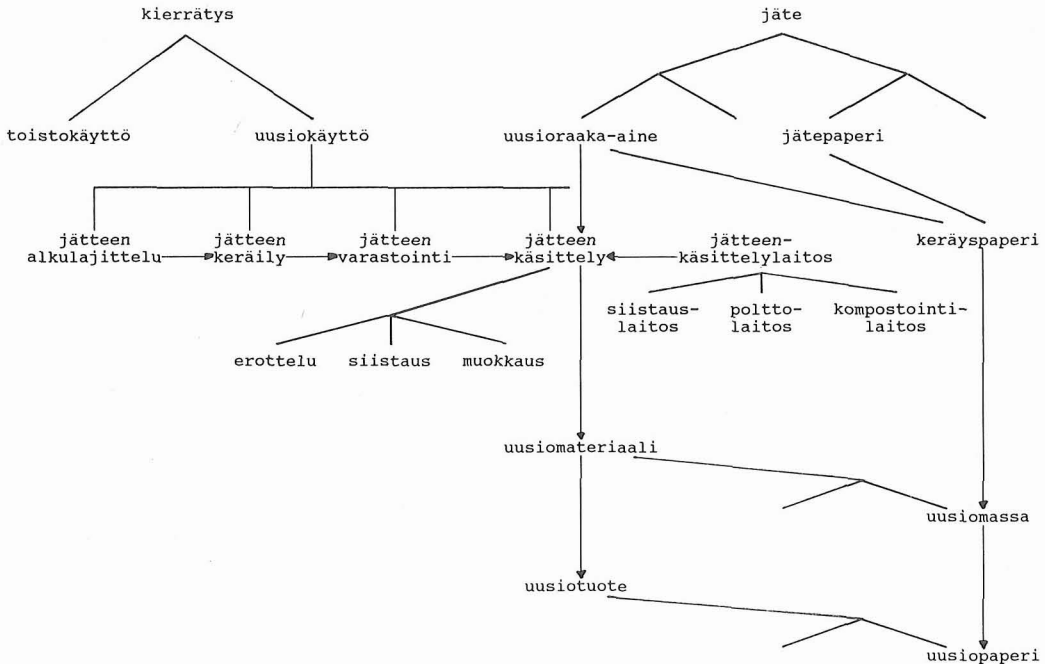 kierrätys
jäte
toistokäyttö
uusiokäyttö
uusioraaka-aine
jätepaperi
jätteen
alkulajittelu
jätteen
keräily
jätteen
varastointi
jätteen
käsittely
jätteen-
käsittelylaitos
keräyspaperi
siistaus-
laitos
poltto-
laitos
kompostointi-
laitos
erottelu
siistaus
muokkaus
uusiomateriaali
uusiomassa
uusiotuote
uusiopaperi